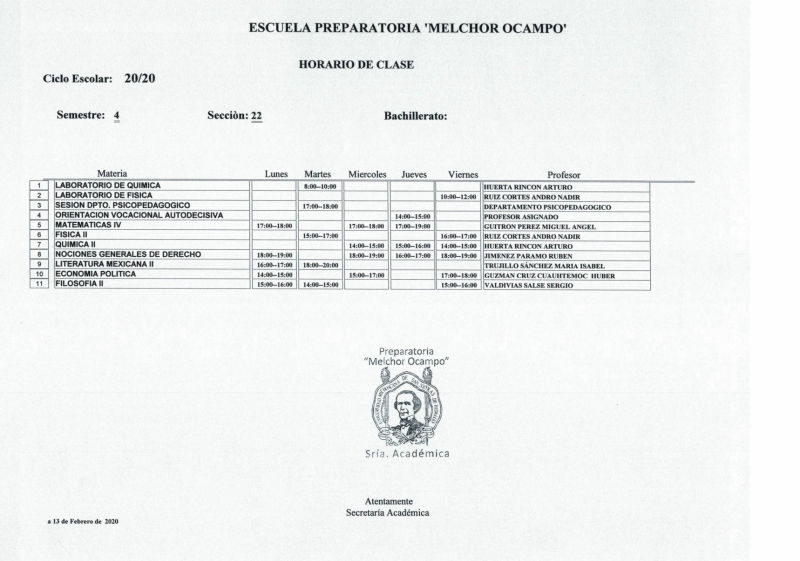 ESCUELA PREPARATORIA 'MELCHOR OCAMPO'
HORARIO DE CLASE
Ciclo Escolar: 20/20
Semestre: 4 Secciòn: 22 Bachillerato:
Materia Lunes Martes Miercoles Jueves Viernes Profesor
1 LABORATORIO DE QUIMICA 8:00--10:00 HUERTA RINCON ARTURO
2 LABORATORIO DE FISICA 10:00--12:00 RUIZ CORTES ANDRO NADIR
3 SESION DPTO. PSICOPEDAGOGICO 17:00--18:00 DEPARTAMENTO PSICOPEDAGOGICO
4 ORIENTACION VOCACIONAL AUTODECISIVA 14:00--15:00 PROFESOR ASIGNADO
5 MATEMATICAS IV 17:00--18:00 17:00--18:00 17:00--19:00 GUITRON PEREZ MIGUEL ANGEL
6 FISICA II 15:00--17:00 16:00--17:00 RUIZ CORTES ANDRO NADIR
7 QUIMICA II 14:00--15:00 15:00--16:00 14:00--15:00 HUERTA RINCON ARTURO
8 NOCIONES GENERALES DE DERECHO 18:00--19:00 18:00--19:00 16:00--17:00 18:00--19:00 JIMENEZ PARAMO RUBEN
9 LITERATURA MEXICANA II 16:00--17:00 18:00--20:00 TRUJILLO SÁNCHEZ MARIA ISABEL
10 ECONOMIA POLITICA 14:00--15:00 15:00--17:00 17:00--18:00 GUZMAN CRUZ CUAUHTEMOC HUBER
11 FILOSOFIA II 15:00--16:00 14:00--15:00 15:00--16:00 VALDIVIAS SALSE SERGIO
Preparatoria
"Melchor Ocampo"
Sría. Académica
Atentamente
Secretaría Académica
a 13 de Febrero de 2020